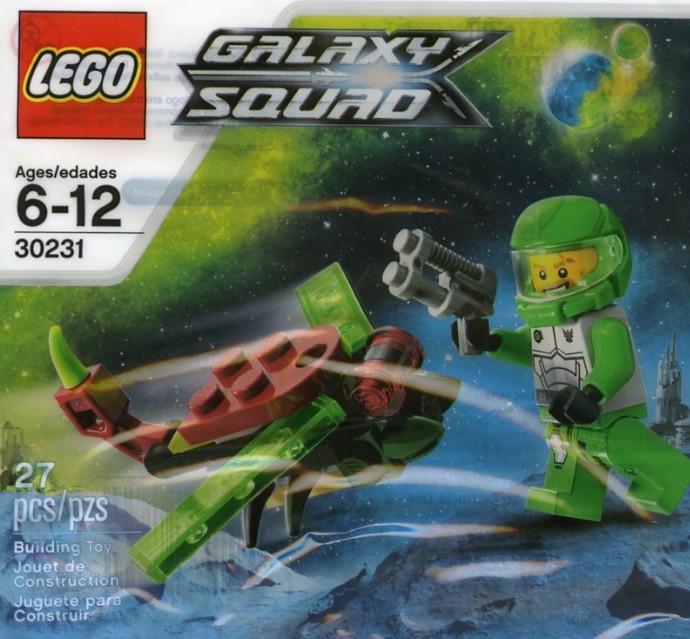 LEGO
GALAXY
SQUAD
Ages/edades
6-12
30231
27
pcs/pzs
Building Toy
Jouet de
Construction
Juguete para
Construir